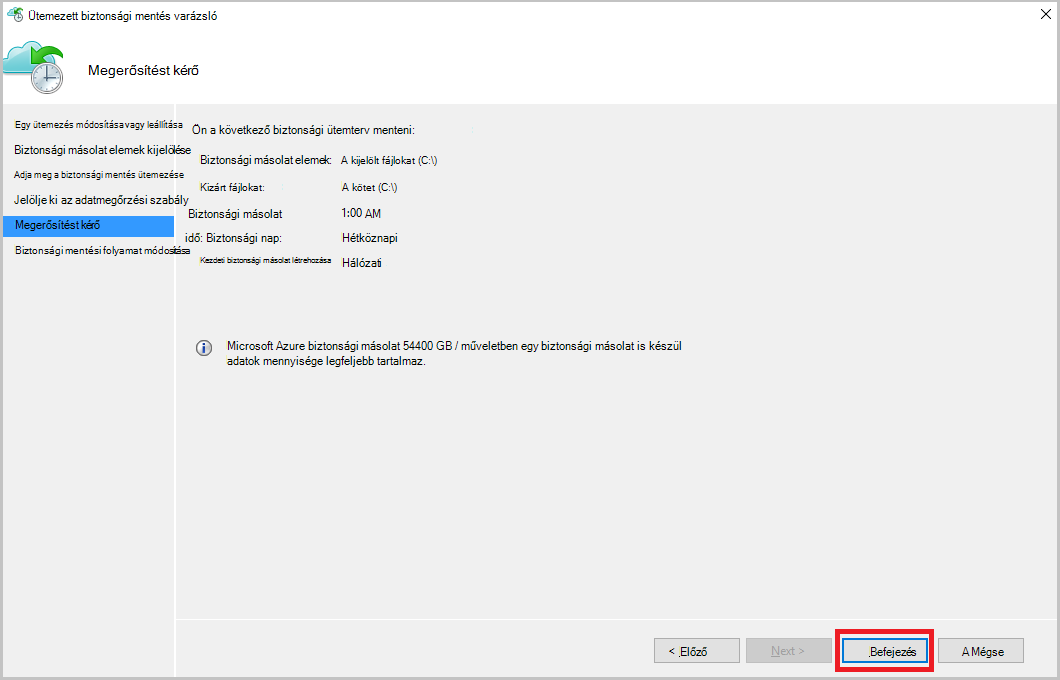 Ütemezett biztonsági mentés varázsló
Megerősítést kérő
Egy ütemezés módosítása vagy leállítása
Biztonsági másolat elemek kijelölése
Adja meg a biztonsági mentés ütemezése
Jelölje ki az adatmegőrzési szabály
Megerősítést kérő
Biztonsági mentési folyamat módosítása
Ön a következő biztonsági ütemterv menteni:
Biztonsági másolat elemek: A kijelölt fájlokat (C:\)
Kizárt fájlokat: A kötet (C:\)
Biztonsági másolat 1:00 AM
idő: Biztonsági nap: Hétköznapi
Kezdeti biztonsági másolat létrehozása Hálózati
Microsoft Azure biztonsági másolat 54400 GB / műveletben egy biztonsági másolat is készül
adatok mennyisége legfeljebb tartalmaz.
< .Előző Next > .Befejezés A Mégse